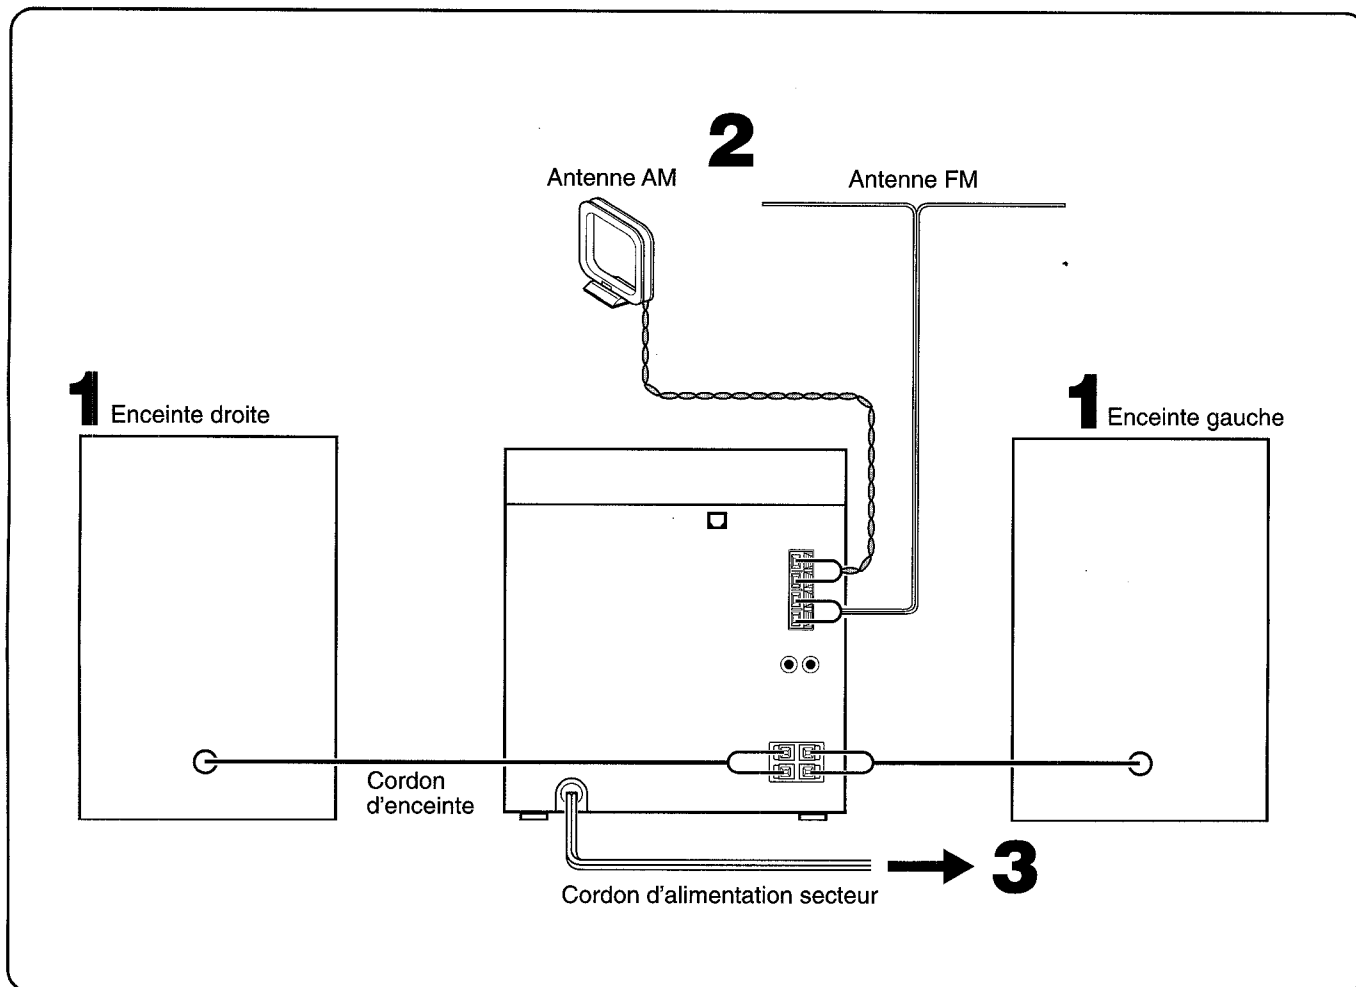 2
Antenne AM
Antenne FM
1
Enceinte droite
1
Enceinte gauche
Cordon
d'enceinte
3
Cordon d'alimentation secteur